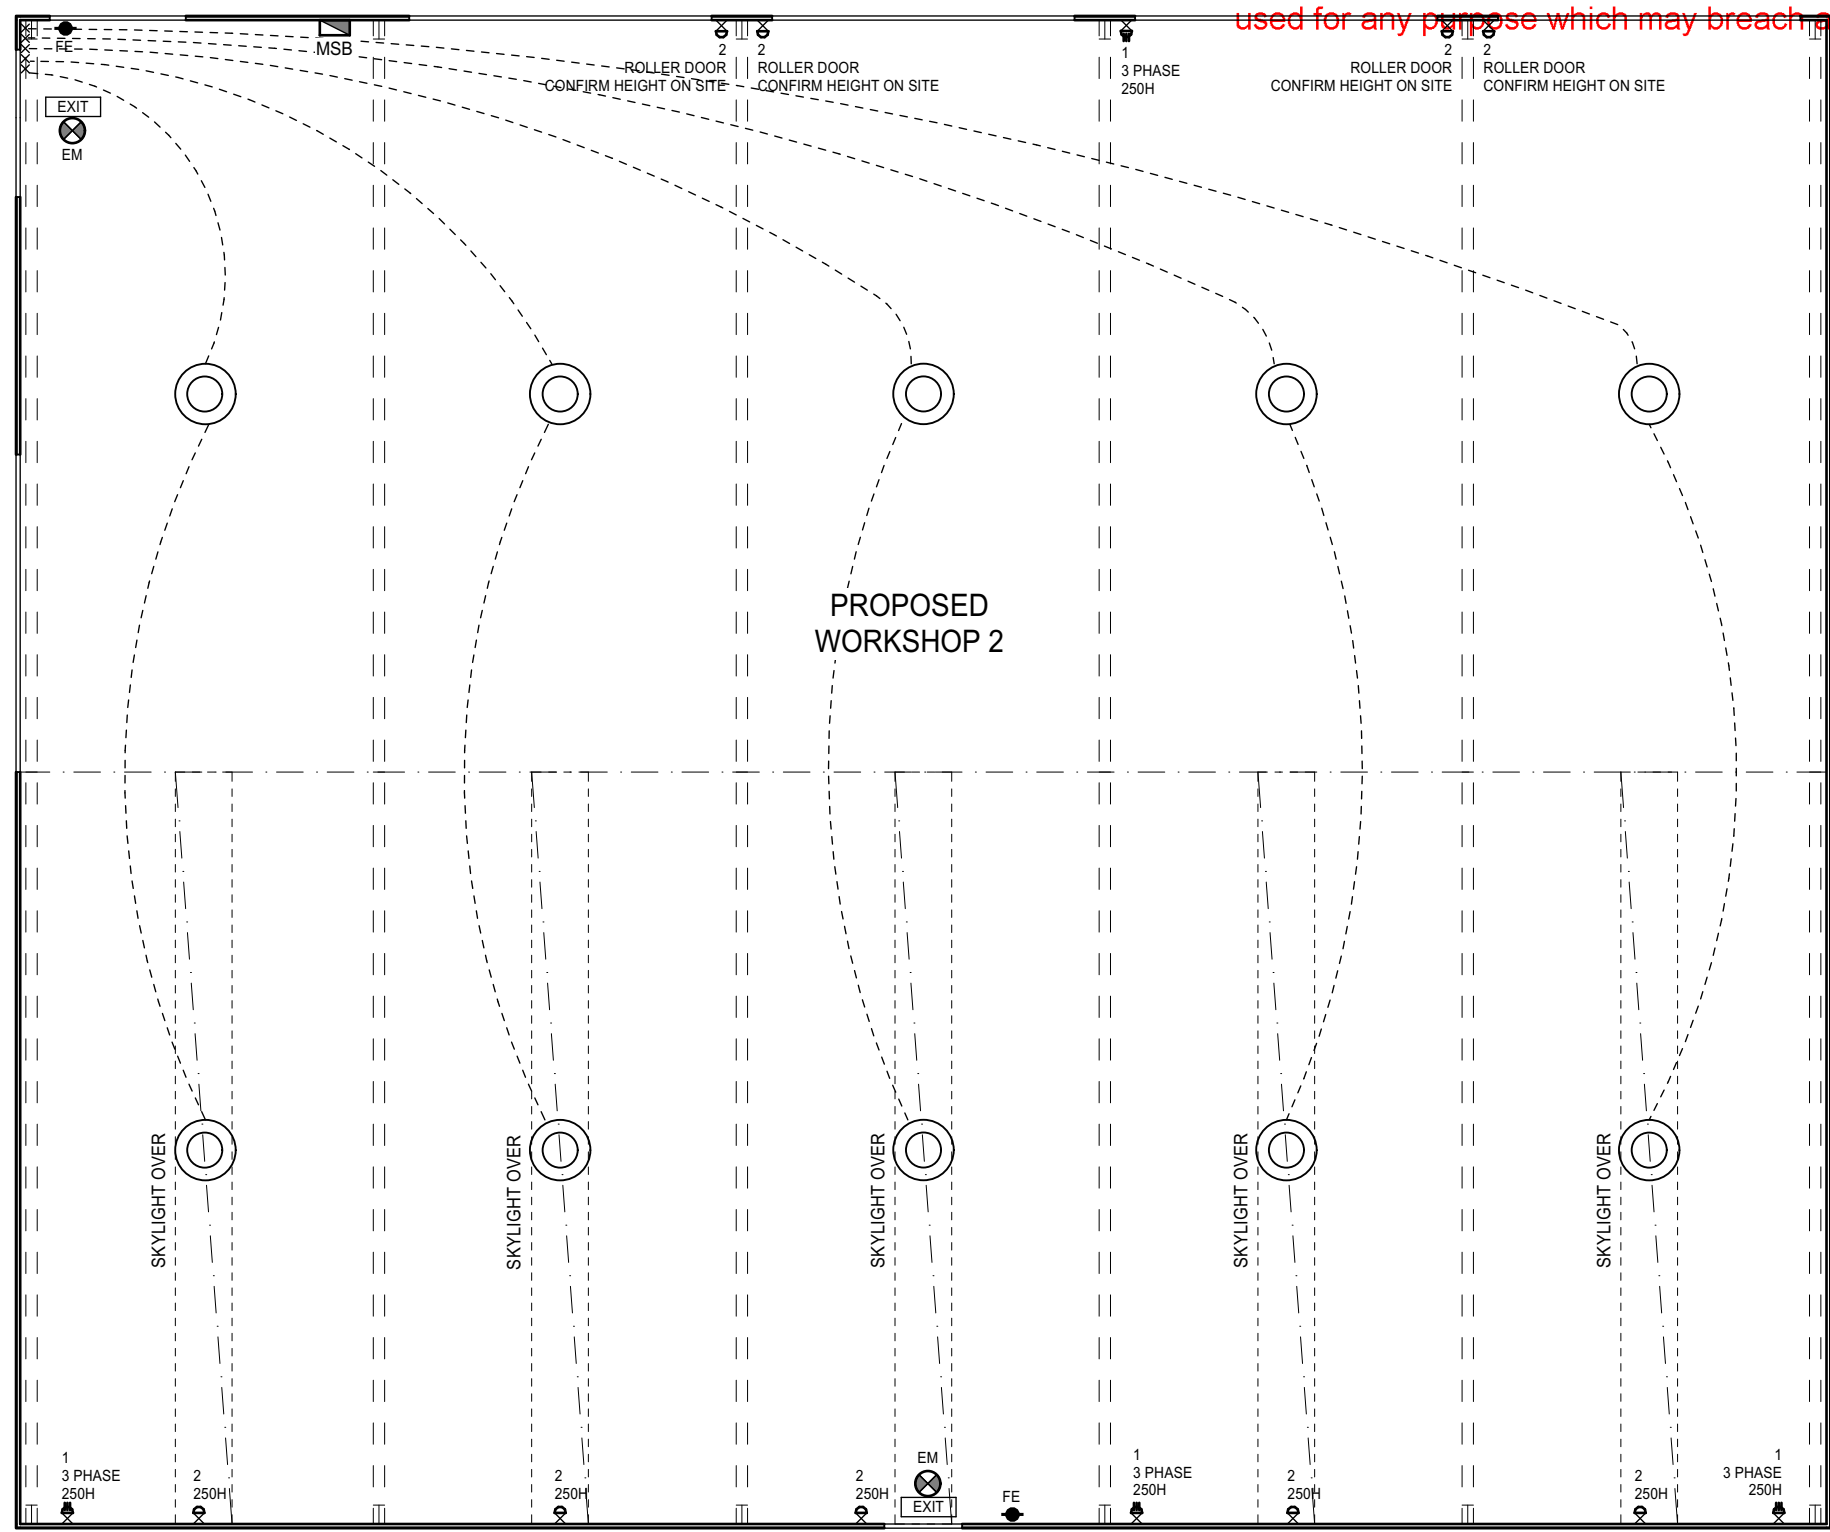 used for any purpose which may breach a
FE
MSB
2
2
1
2
2
ROLLER DOOR
CONFIRM HEIGHT ON SITE
ROLLER DOOR
CONFIRM HEIGHT ON SITE
3 PHASE
250H
ROLLER DOOR
CONFIRM HEIGHT ON SITE
ROLLER DOOR
CONFIRM HEIGHT ON SITE
EXIT
EM
PROPOSED
WORKSHOP 2
SKYLIGHT OVER
SKYLIGHT OVER
SKYLIGHT OVER
SKYLIGHT OVER
SKYLIGHT OVER
1
3 PHASE
250H
2
250H
2
250H
2
250H
EM
EXIT
FE
1
3 PHASE
250H
2
250H
2
250H
1
3 PHASE
250H